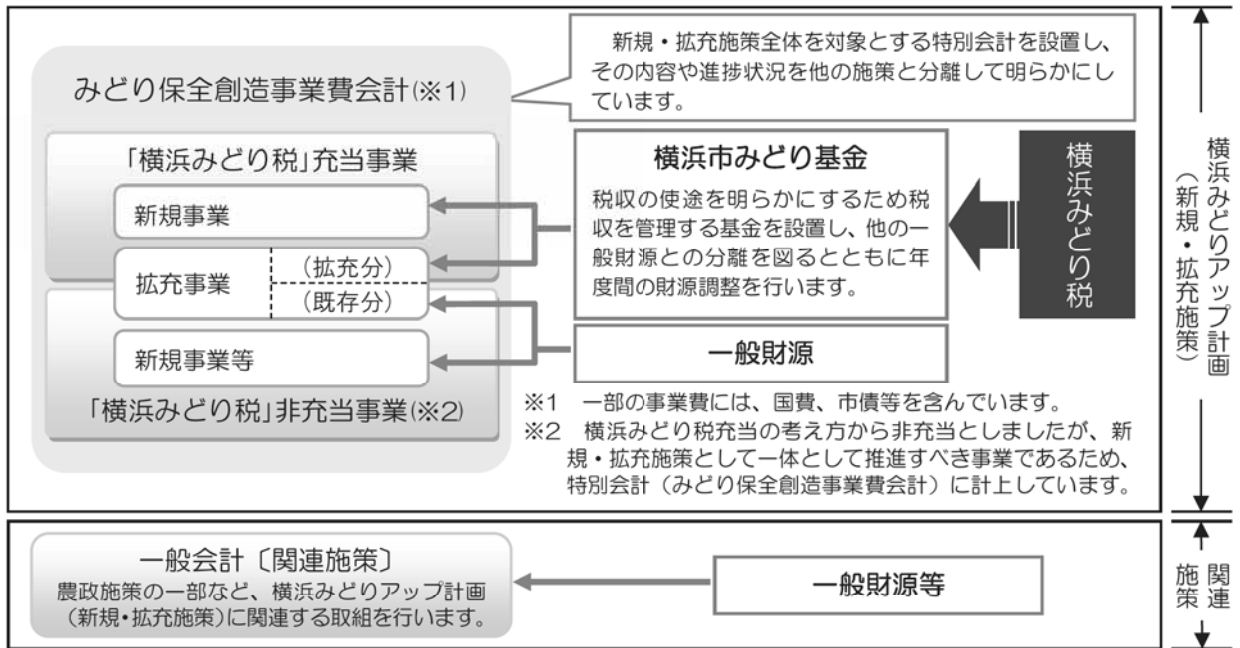 新規・拡充施策全体を対象とする特別会計を設置し、
その内容や進捗状況を他の施策と分離して明らかにし
ています。
みどり保全創造事業費会計(※1)
「横浜みどり税」充当事業
新規事業
拡充事業
(拡充分)
(既存分)
新規事業等
「横浜みどり税」非充当事業(※2)
横浜市みどり基金
税収の使途を明らかにするため税
収を管理する基金を設置し、他の一
般財源との分離を図るとともに年
度間の財源調整を行います。
横浜みどり税
一般財源
※1 一部の事業費には、国費、市債等を含んでいます。
※2 横浜みどり税充当の考え方から非充当としましたが、新
規・拡充施策として一体として推進すべき事業であるため、
特別会計（みどり保全創造事業費会計）に計上しています。
横浜みどりアップ計画
（新規・拡充施策）
一般会計〔関連施策〕
農政施策の一部など、横浜みどりアップ計画
（新規・拡充施策）に関連する取組を行います。
一般財源等
関連
施策